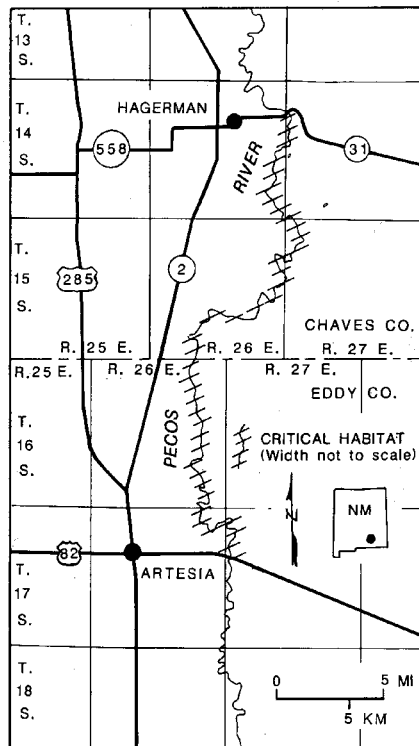 T.
13
S.
T.
14
S.
HAGERMAN
558
31
RIVER
T.
15
S.
285
2
CHAVES CO.
R. 25 E. R. 26 E. R. 27 E.
R. 25 E. R. 26 E. R. 27 E.
EDDY CO.
T.
16
S.
PECOS
CRITICAL HABITAT
(Width not to scale)
N
NM
82
ARTESIA
T.
17
S.
T.
18
S.
0 5 MI
5 KM